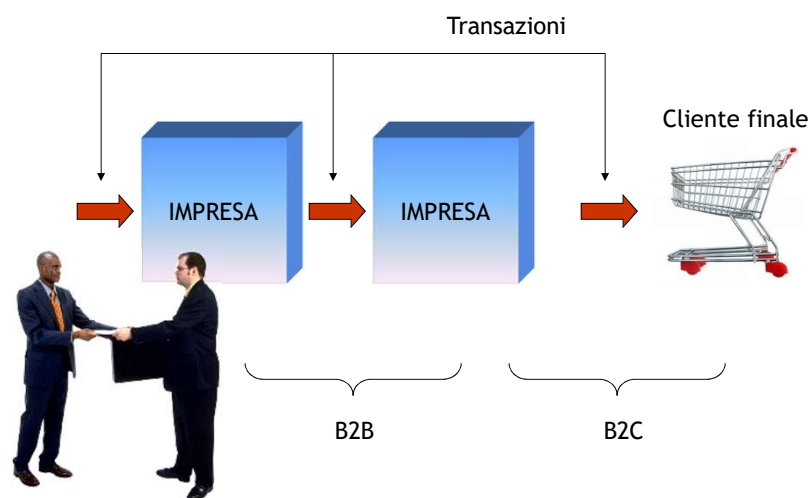 Transazioni
Cliente finale
IMPRESA
IMPRESA
B2B
B2C